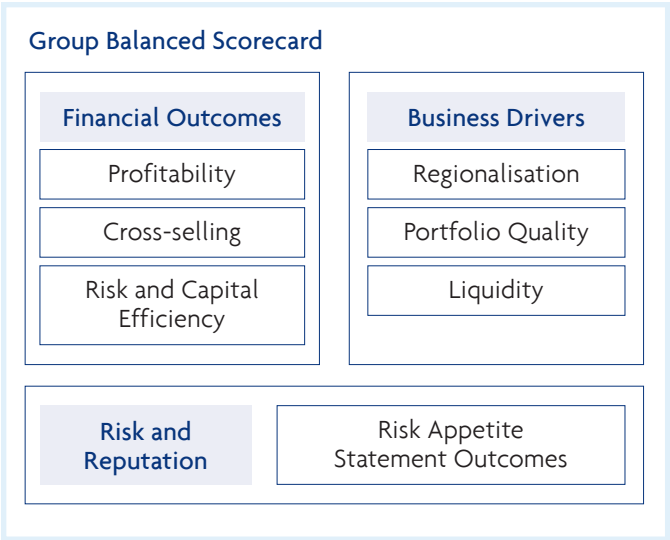 Group Balanced Scorecard
Financial Outcomes
Profitability
Cross-selling
Risk and Capital
Efficiency
Business Drivers
Regionalisation
Portfolio Quality
Liquidity
Risk and
Reputation
Risk Appetite
Statement Outcomes